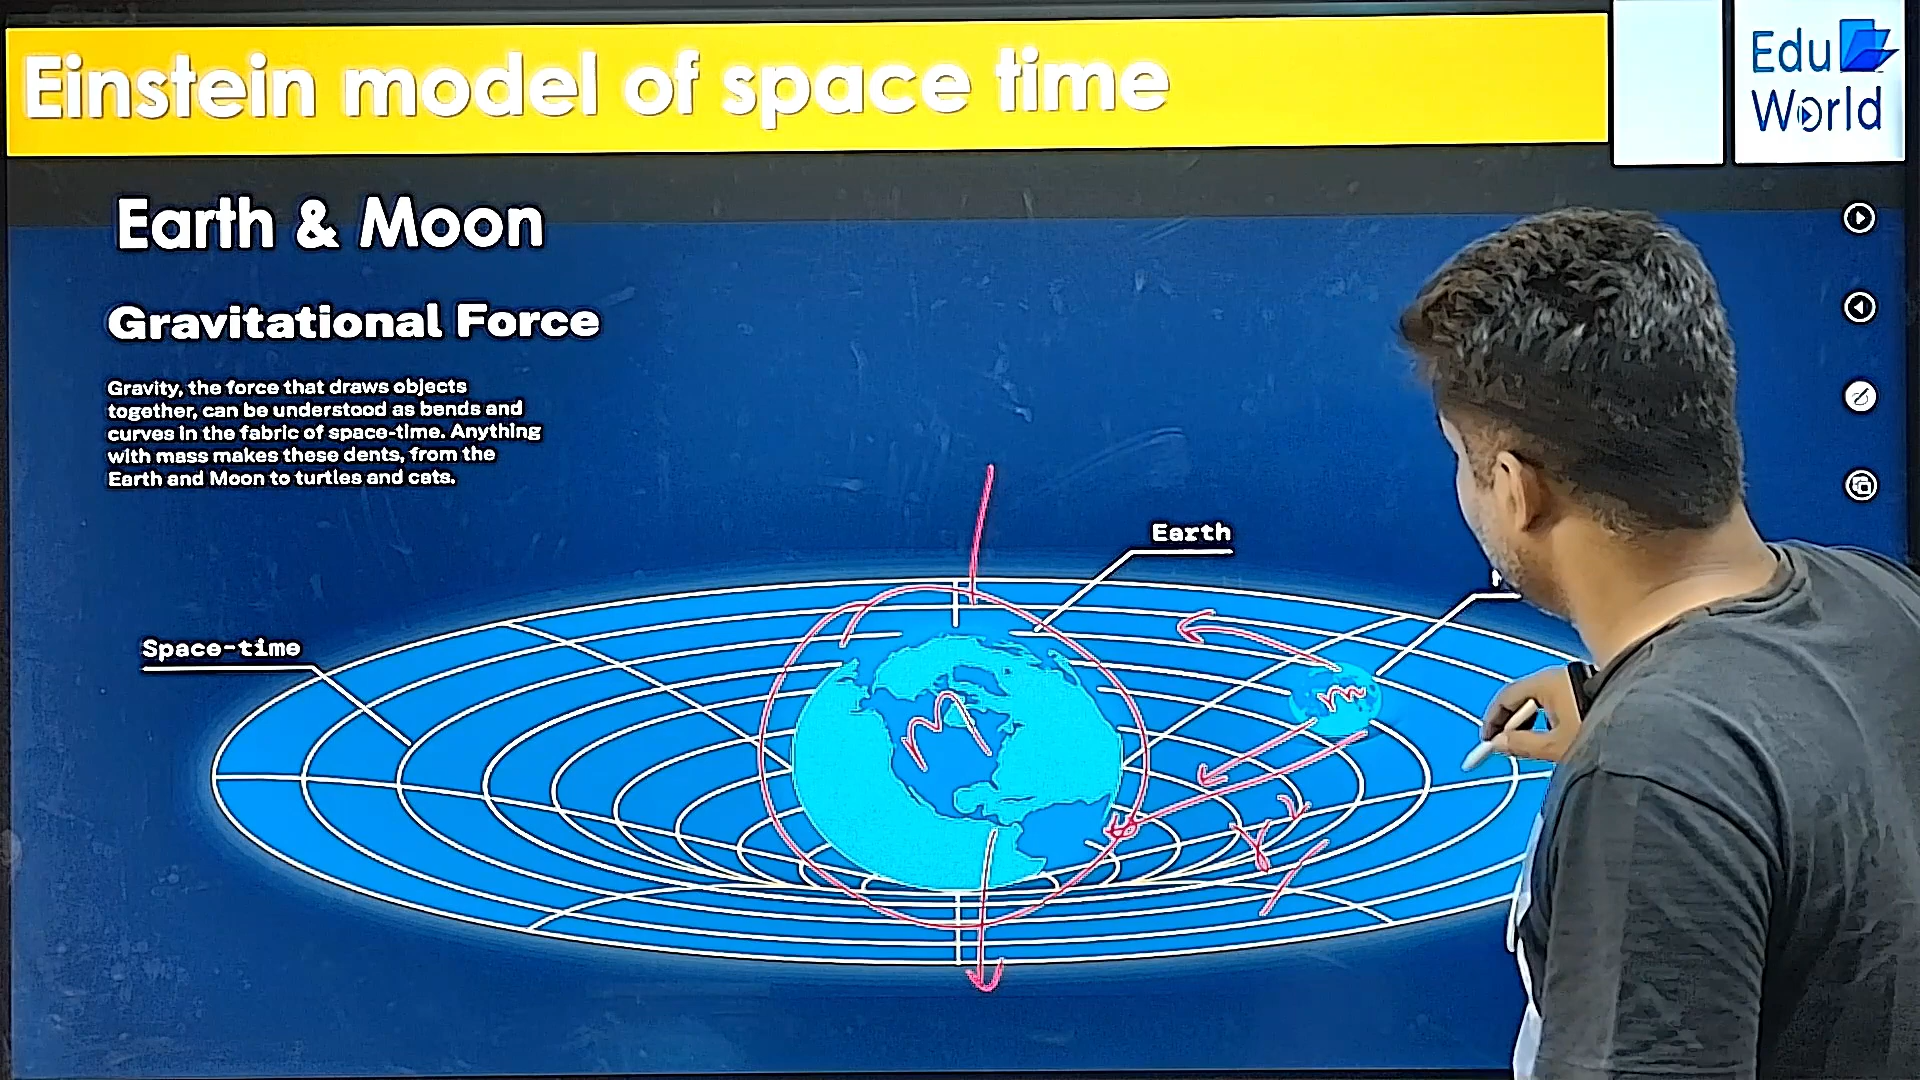 Einstein model of space time
Edu
World
Earth & Moon
Gravitational Force
Gravity, the force that draws objects
together, can be understood as bends and
curves in the fabric of space-time. Anything
with mass makes these dents, from the
Earth and Moon to turtles and cats.
Earth
Space-time
m
m